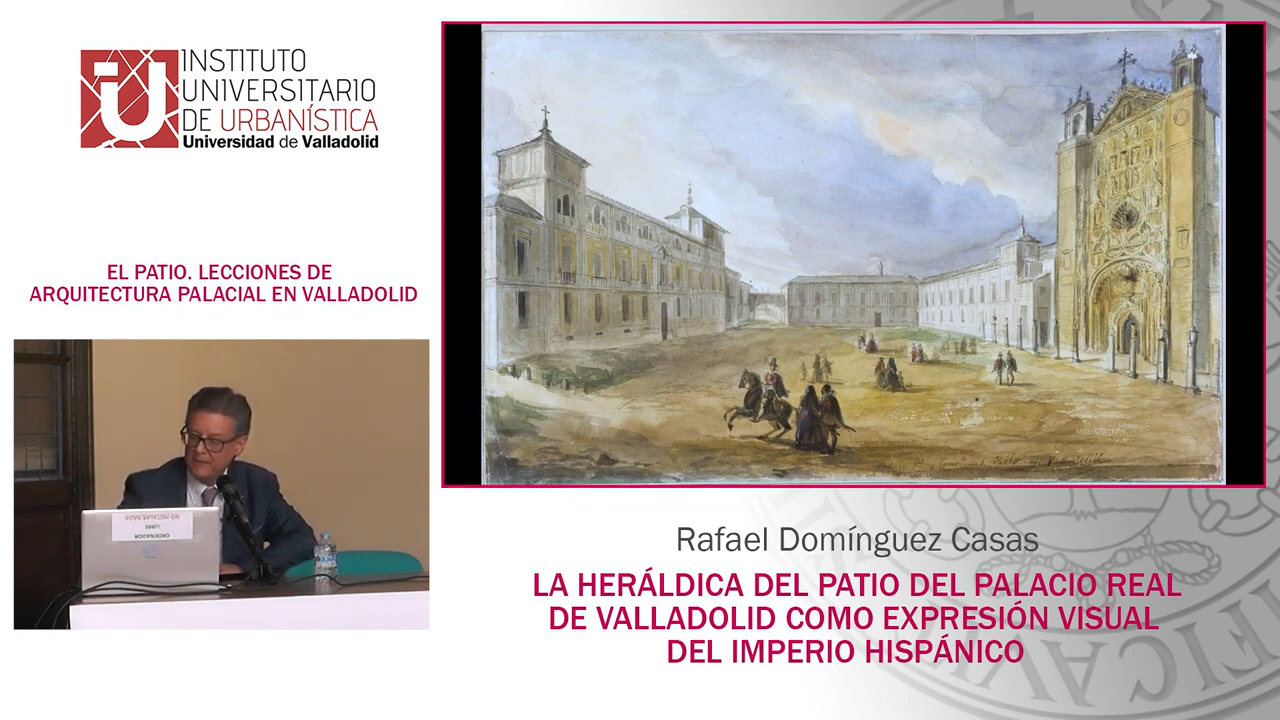 INSTITUTO
UNIVERSITARIO
DE URBANÍSTICA
Universidad de Valladolid
EL PATIO. LECCIONES DE
ARQUITECTURA PALACIAL EN VALLADOLID
ORDENADOR
LIBRE
NO INSTALAR NADA
Rafael Domínguez Casas
LA HERÁLDICA DEL PATIO DEL PALACIO REAL
DE VALLADOLID COMO EXPRESIÓN VISUAL
DEL IMPERIO HISPÁNICO